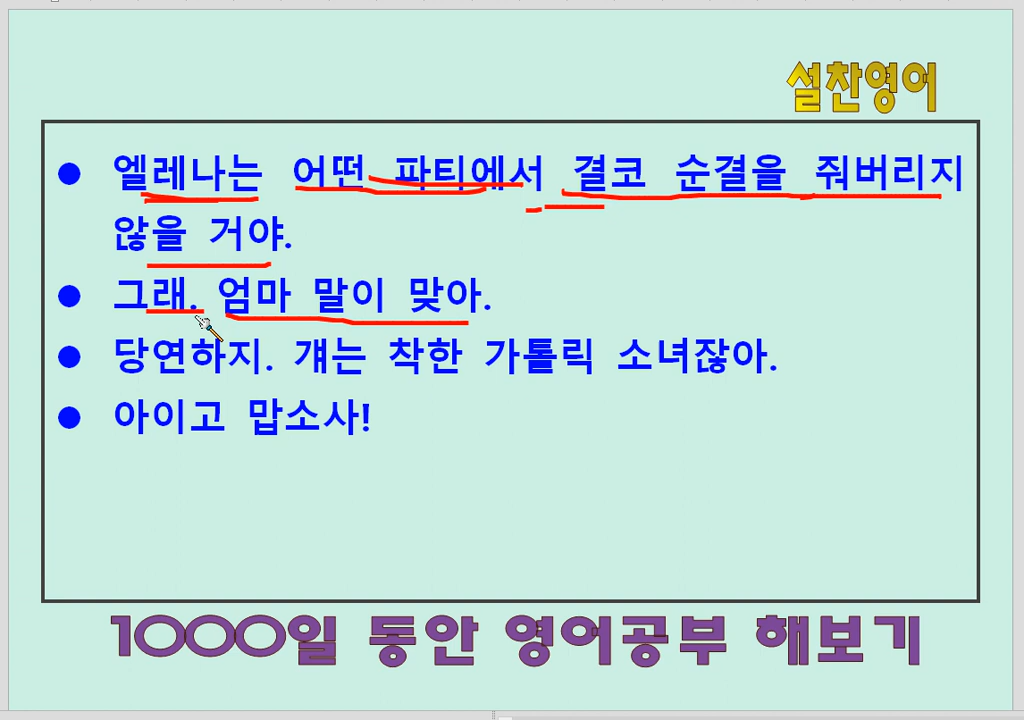 설찬영어
● 엘레나는 어떤 파티에서 결코 순결을 줘버리지
않을 거야.
● 그래. 엄마 말이 맞아.
● 당연하지. 걔는 착한 가톨릭 소녀잖아.
● 아이고 맙소사!
1000일 동안 영어공부 해보기